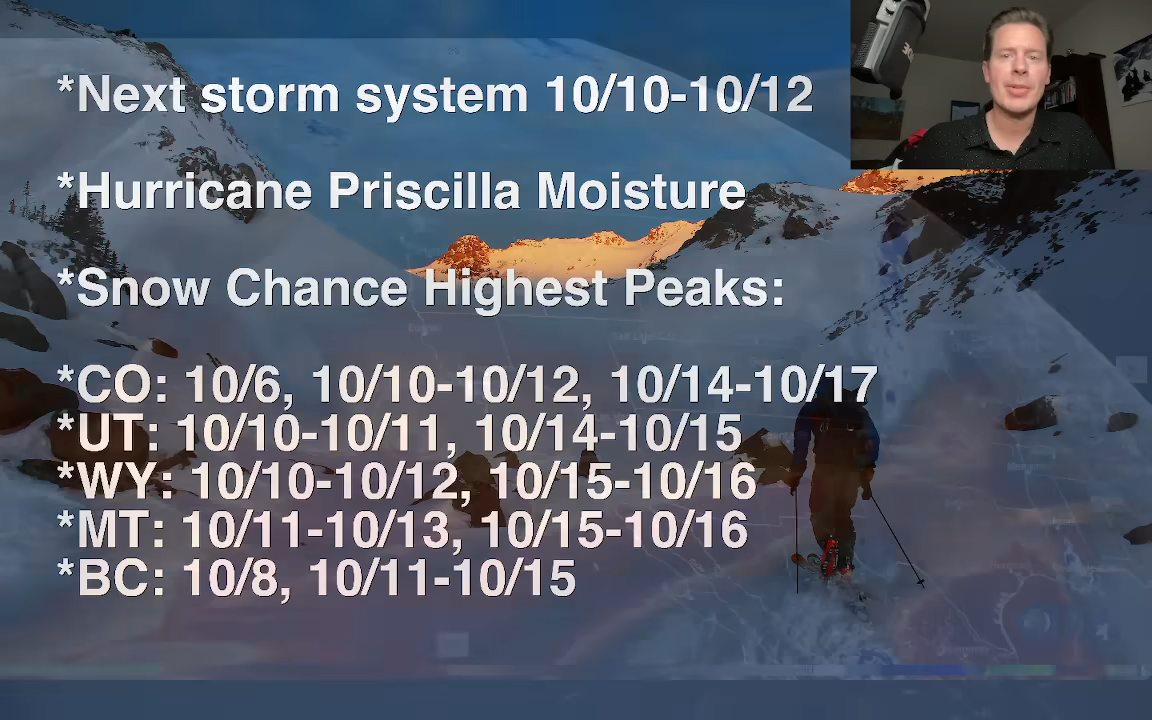 *Next storm system 10/10-10/12
*Hurricane Priscilla Moisture
*Snow Chance Highest Peaks:
*CO: 10/6, 10/10-10/12, 10/14-10/17
*UT: 10/10-10/11, 10/14-10/15
*WY: 10/10-10/12, 10/15-10/16
*MT: 10/11-10/13, 10/15-10/16
*BC: 10/8, 10/11-10/15